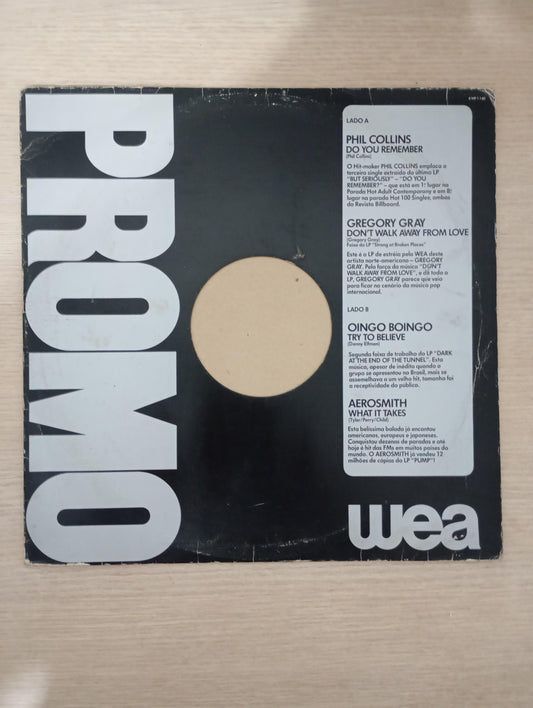 PROMO
LADO A
PHIL COLLINS
DO YOU REMEMBER
(Phil Collins)
O Hit-maker PHIL COLLINS emplaca o
terceiro single extraído do último LP
"BUT SERIOUSLY" – "DO YOU
REMEMBER?" – que está em 1º lugar na
Parada Hot Adult Contemporary e em 8º
lugar na parada Hot 100 Singles, ambas
da Revista Billboard.
GREGORY GRAY
DON'T WALK AWAY FROM LOVE
(Gregory Gray)
Faixa do LP "Strong at Broken Places"
Este é o LP de estréia pela WEA deste
artista norte-americano – GREGORY
GRAY. Pela força da música "DON'T
WALK AWAY FROM LOVE", e de todo o
LP, GREGORY GRAY parece que veio
para ficar no cenário da música pop
internacional.
LADO B
OINGO BOINGO
TRY TO BELIEVE
(Danny Elfman)
Segunda faixa de trabalho do LP "DARK
AT THE END OF THE TUNNEL". Esta
música, apesar de inédita quando o
grupo se apresentou no Brasil, mais se
assemelhava a um velho hit, tamanha foi
a receptividade do público.
AEROSMITH
WHAT IT TAKES
(Tyler/Perry/Child)
Esta belíssima balada já encantou
americanos, europeus e japoneses.
Conquistou dezenas de paradas e até
hoje é hit das FMs em muitos países do
mundo. O AEROSMITH já vendeu 12
milhões de cópias do LP "PUMP"!
wea